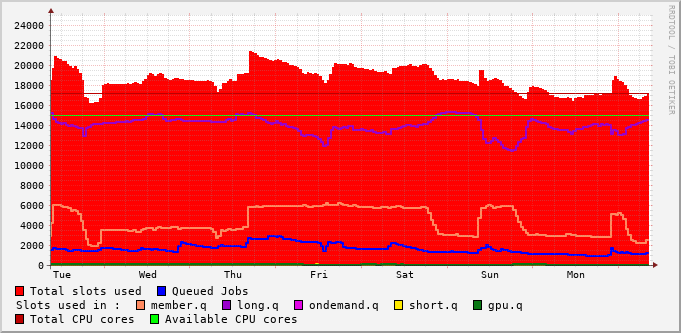 24000
22000
20000
18000
16000
14000
12000
10000
8000
6000
4000
2000
0
Tue Wed Thu Fri Sat Sun Mon
Total slots used Queued Jobs
Slots used in : member.q long.q ondemand.q short.q gpu.q
Total CPU cores Available CPU cores
RRDTOOL / TOBI OETIKER